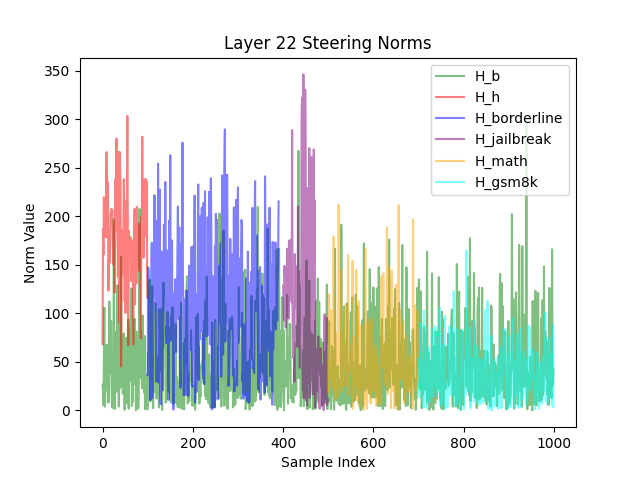 Layer 22 Steering Norms
Norm Value
350
300
250
200
150
100
50
0
H_b
H_h
H_borderline
H_jailbreak
H_math
H_gsm8k
0 200 400 600 800 1000
Sample Index